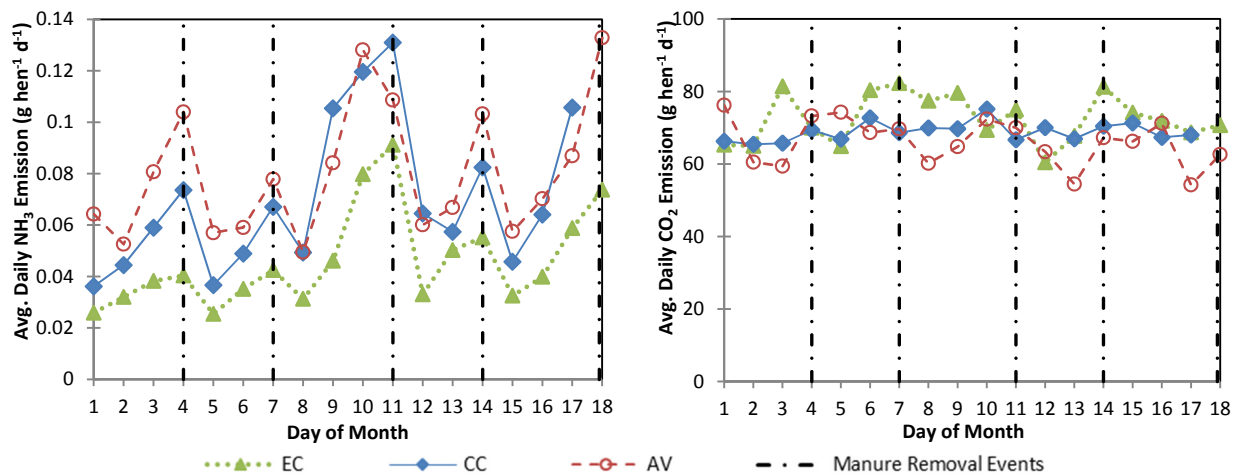 Avg. Daily NH₃ Emission (g hen⁻¹ d⁻¹)
0.14
0.12
0.1
0.08
0.06
0.04
0.02
0
1 2 3 4 5 6 7 8 9 10 11 12 13 14 15 16 17 18
Day of Month
Avg. Daily CO₂ Emission (g hen⁻¹ d⁻¹)
100
80
60
40
20
0
1 2 3 4 5 6 7 8 9 10 11 12 13 14 15 16 17 18
Day of Month
EC CC AV Manure Removal Events